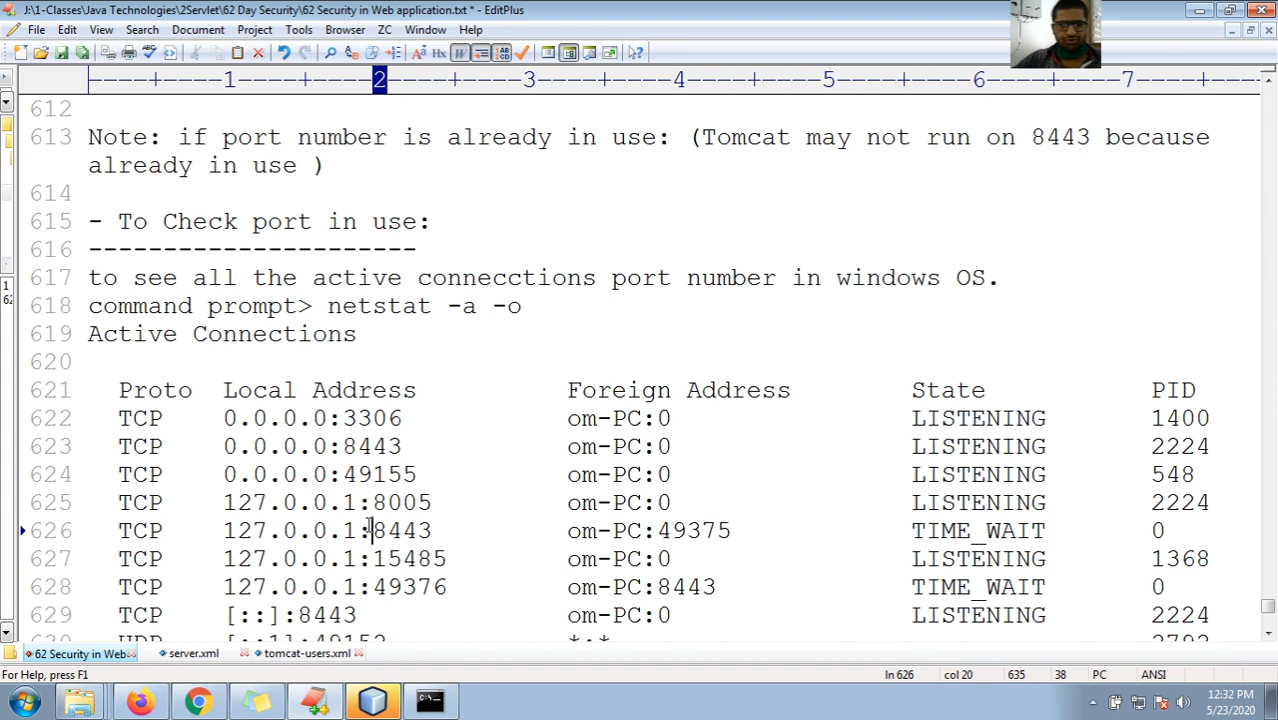 J:\1-Classes\Java Technologies\2Servlet\62 Day Security\62 Security in Web application.txt * - EditPlus
File Edit View Search Document Project Tools Browser ZC Window Help
----+----1----+----2----+----3----+----4----+----5----+----6----+----7----+--
612
613 Note: if port number is already in use: (Tomcat may not run on 8443 because
already in use )
614
615 - To Check port in use:
616 ----------------------
617 to see all the active connecctions port number in windows OS.
618 command prompt> netstat -a -o
619 Active Connections
620
621 Proto Local Address Foreign Address State PID
622 TCP 0.0.0.0:3306 om-PC:0 LISTENING 1400
623 TCP 0.0.0.0:8443 om-PC:0 LISTENING 2224
624 TCP 0.0.0.0:49155 om-PC:0 LISTENING 548
625 TCP 127.0.0.1:8005 om-PC:0 LISTENING 2224
626 TCP 127.0.0.1:8443 om-PC:49375 TIME_WAIT 0
627 TCP 127.0.0.1:15485 om-PC:0 LISTENING 1368
628 TCP 127.0.0.1:49376 om-PC:8443 TIME_WAIT 0
629 TCP [::]:8443 om-PC:0 LISTENING 2224
62 Security in Web server.xml tomcat-users.xml
For Help, press F1 ln 626 col 20 635 38 PC ANSI
12:32 PM
5/23/2020